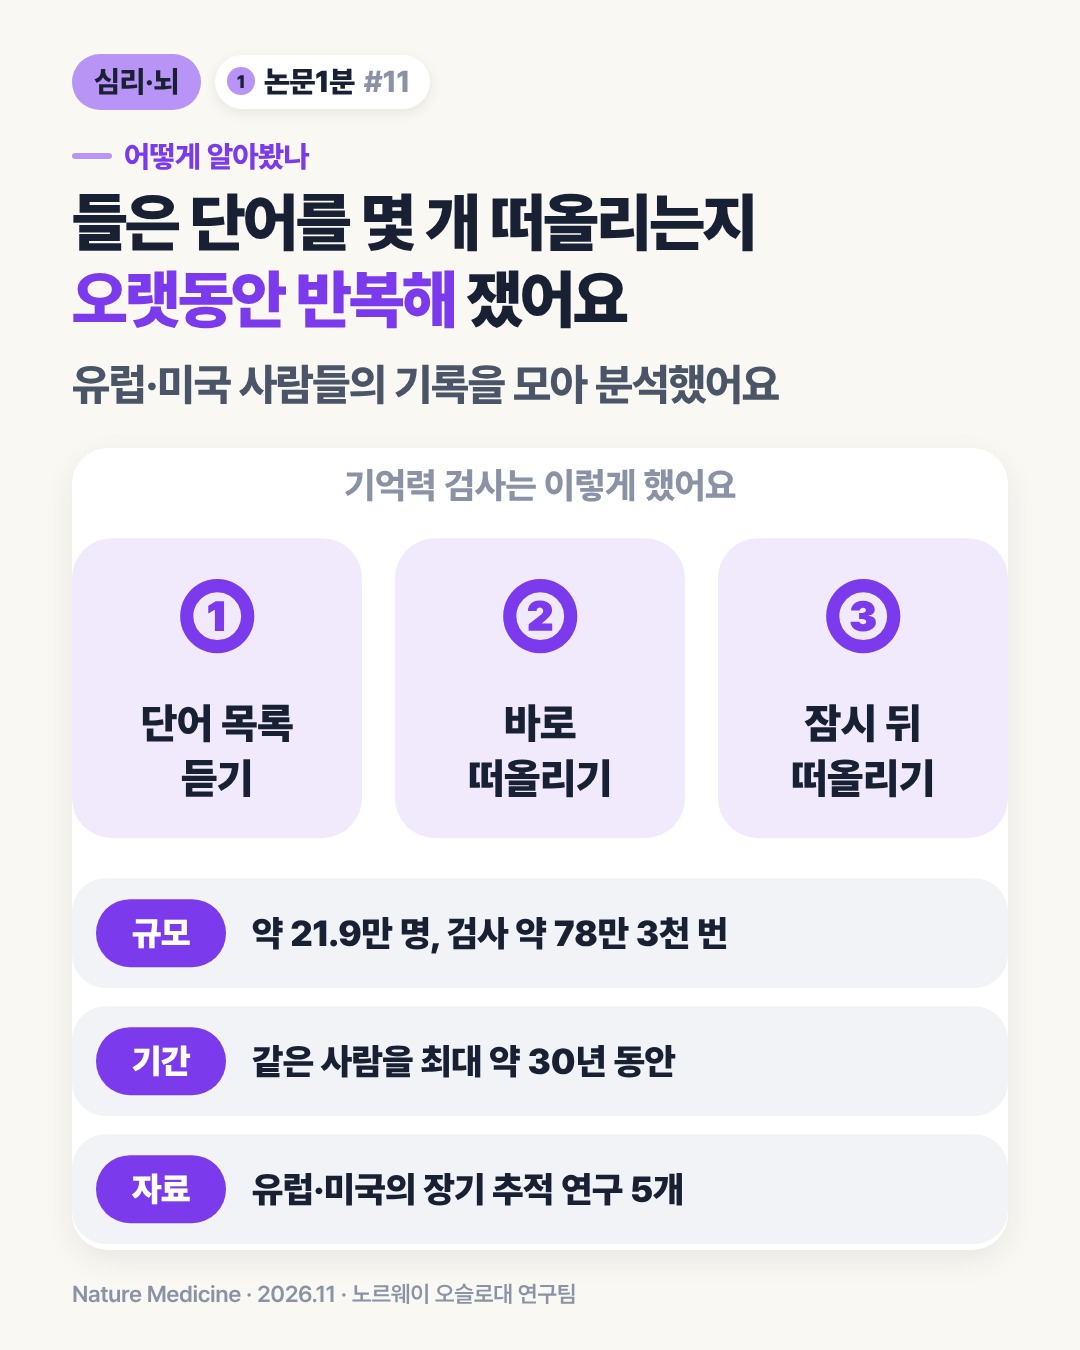 심리·뇌
1 논문1분 #11
어떻게 알아봤나
들은 단어를 몇 개 떠올리는지
오랫동안 반복해 쟀어요
유럽·미국 사람들의 기록을 모아 분석했어요
기억력 검사는 이렇게 했어요
1
단어 목록
듣기
2
바로
떠올리기
3
잠시 뒤
떠올리기
규모 약 21.9만 명, 검사 약 78만 3천 번
기간 같은 사람을 최대 약 30년 동안
자료 유럽·미국의 장기 추적 연구 5개
Nature Medicine · 2026.11 · 노르웨이 오슬로대 연구팀